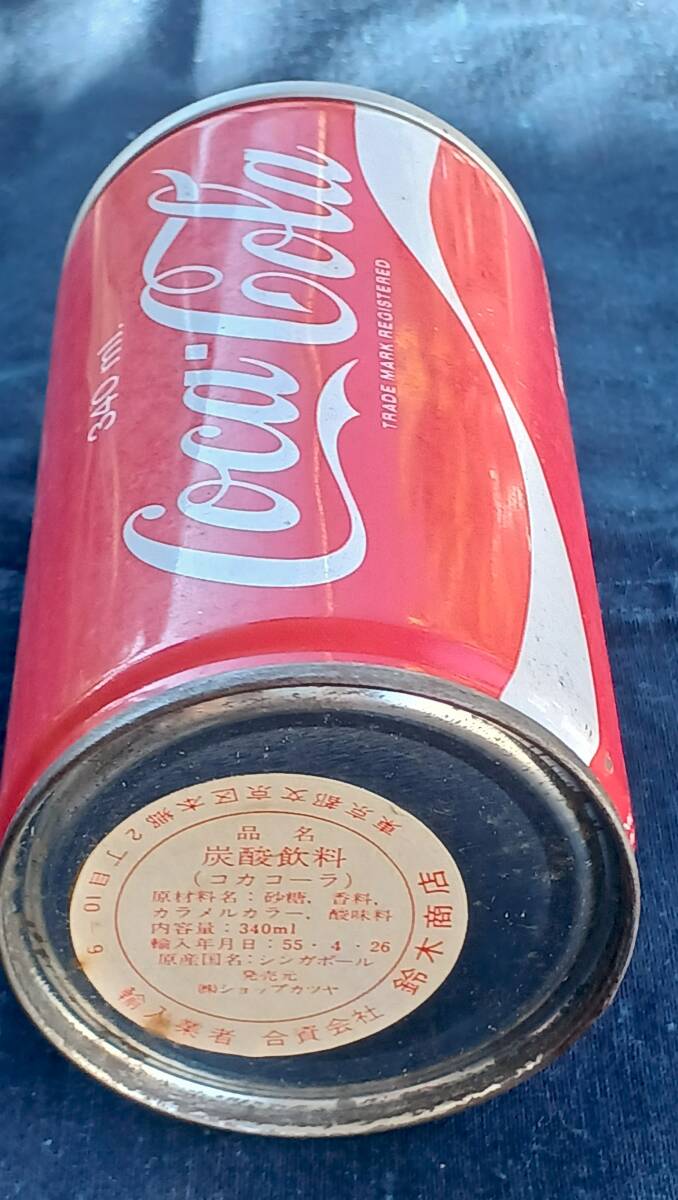 340 ml.
Coca-Cola
TRADE MARK REGISTERED
品 名
炭酸飲料
(コカコーラ)
原材料名:砂糖, 香料,
カラメルカラー, 酸味料
内容量:340ml
輸入年月日:55・4・26
原産国名:シンガポール
発売元
㈱ショップカツヤ
輸入業者 合資会社 鈴木商店
東京都文京区本郷2丁目10-9